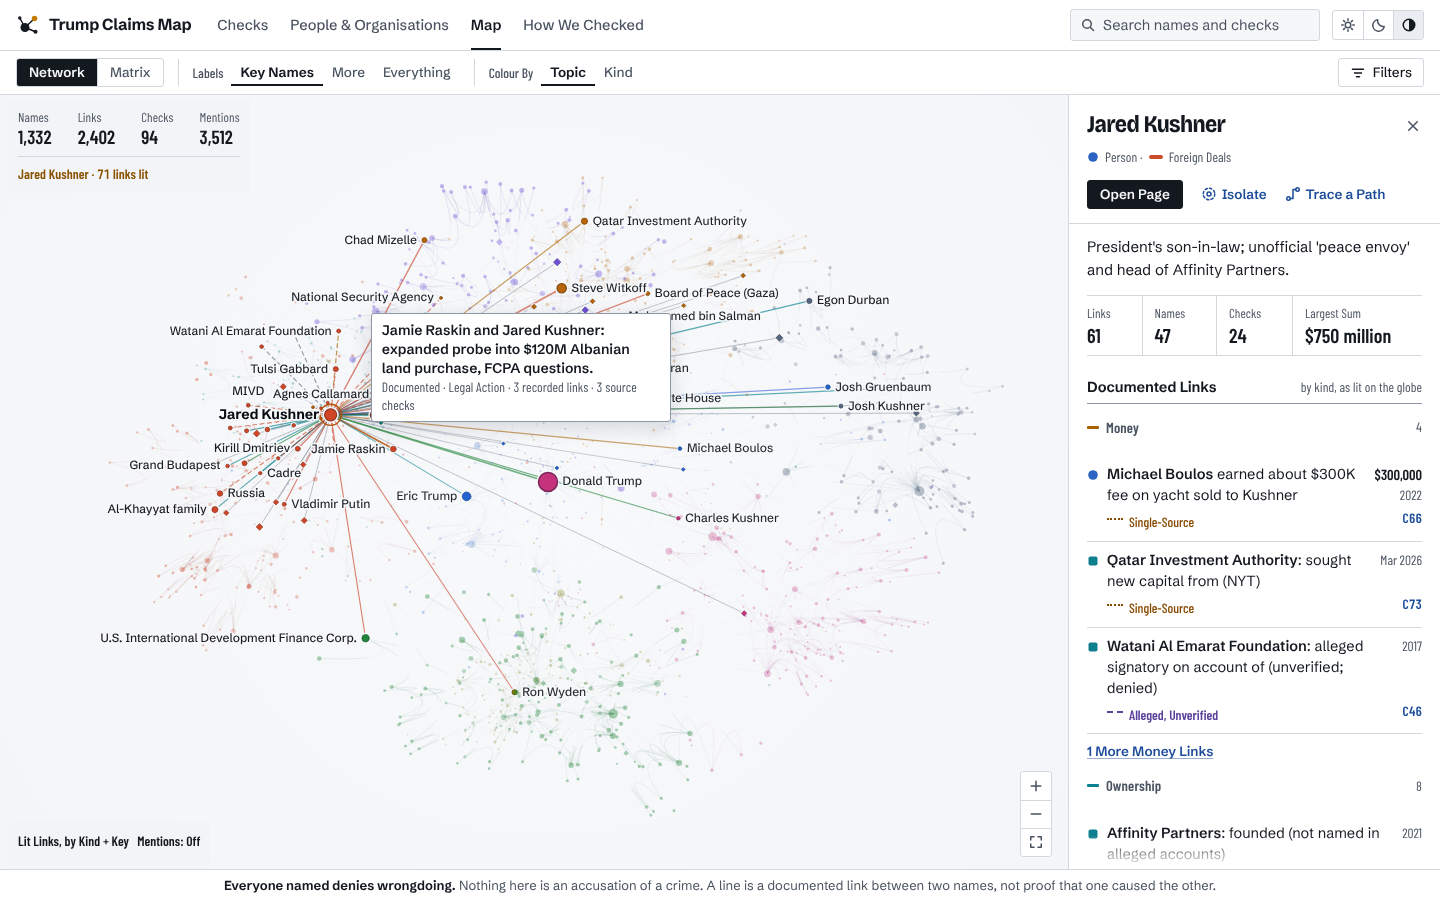 Trump Claims Map
Checks
People & Organisations
Map
How We Checked
Search names and checks
Network
Matrix
Labels
Key Names
More
Everything
Colour By
Topic
Kind
Filters
Names
Links
Checks
Mentions
1,332
2,402
94
3,512
Jared Kushner · 71 links lit
Qatar Investment Authority
Chad Mizelle
Steve Witkoff
Board of Peace (Gaza)
National Security Agency
Egon Durban
med bin Salman
Watani Al Emarat Foundation
Jamie Raskin and Jared Kushner:
expanded probe into $120M Albanian
land purchase, FCPA questions.
Documented · Legal Action · 3 recorded links · 3 source
checks
Tulsi Gabbard
ran
MIVD
Agnes Callamard
te House
Josh Gruenbaum
Josh Kushner
Jared Kushner
Kirill Dmitriev
Jamie Raskin
Michael Boulos
Grand Budapest
Cadre
Donald Trump
Russia
Eric Trump
Vladimir Putin
Al-Khayyat family
Charles Kushner
U.S. International Development Finance Corp.
Ron Wyden
Lit Links, by Kind + Key
Mentions: Off
Jared Kushner
Person ·
Foreign Deals
Open Page
Isolate
Trace a Path
President's son-in-law; unofficial 'peace envoy'
and head of Affinity Partners.
Links
Names
Checks
Largest Sum
61
47
24
$750 million
Documented Links
by kind, as lit on the globe
Money
4
Michael Boulos earned about $300K
fee on yacht sold to Kushner
$300,000
2022
Single-Source
C66
Qatar Investment Authority: sought
new capital from (NYT)
Mar 2026
Single-Source
C73
Watani Al Emarat Foundation: alleged
signatory on account of (unverified;
denied)
2017
Alleged, Unverified
C46
1 More Money Links
Ownership
8
Affinity Partners: founded (not named in
alleged accounts)
2021
Everyone named denies wrongdoing. Nothing here is an accusation of a crime. A line is a documented link between two names, not proof that one caused the other.